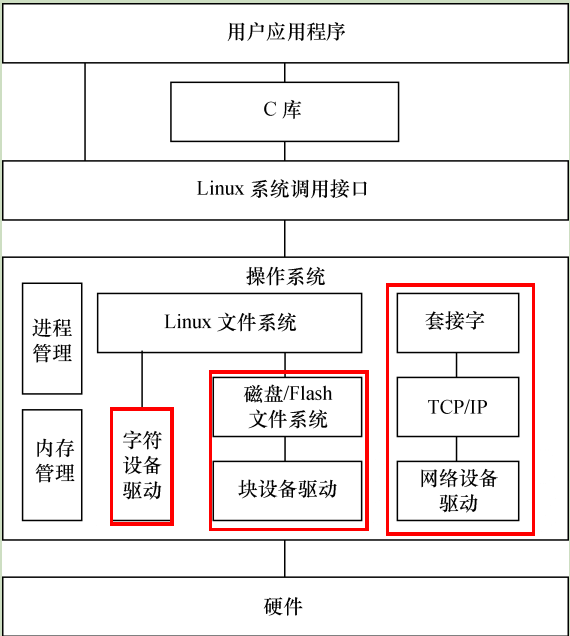 用户应用程序
C 库
Linux 系统调用接口
操作系统
进程
管理
内存
管理
Linux 文件系统
字符
设备
驱动
磁盘/Flash
文件系统
块设备驱动
套接字
TCP/IP
网络设备
驱动
硬件